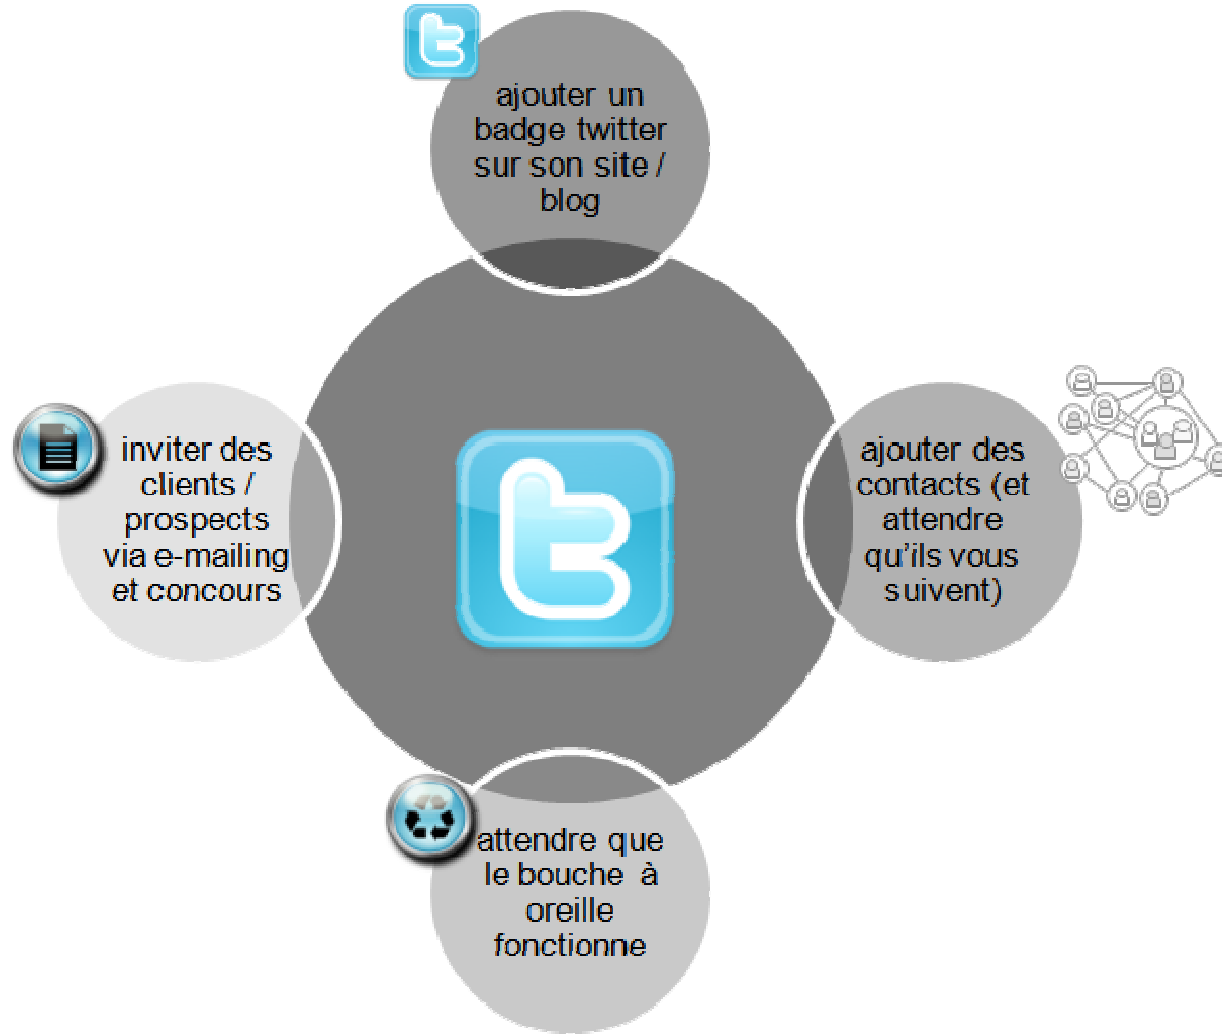 ajouter un
badge twitter
sur son site /
blog
inviter des
clients /
prospects
via e-mailing
et concours
ajouter des
contacts (et
attendre
qu'ils vous
suivent)
attendre que
le bouche à
oreille
fonctionne